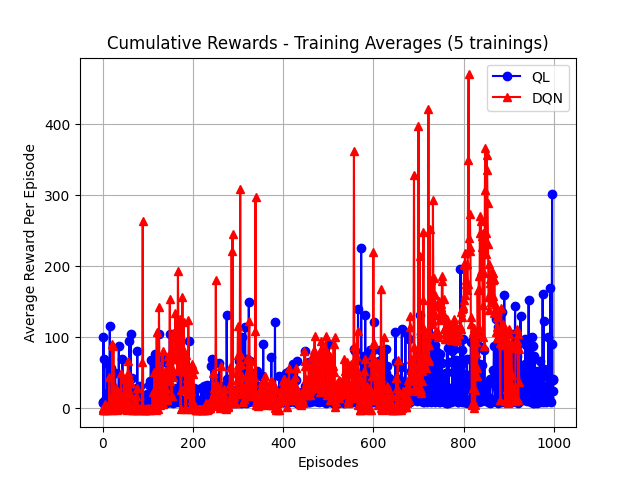 Cumulative Rewards - Training Averages (5 trainings)
QL
DQN
Average Reward Per Episode
400
300
200
100
0
0 200 400 600 800 1000
Episodes